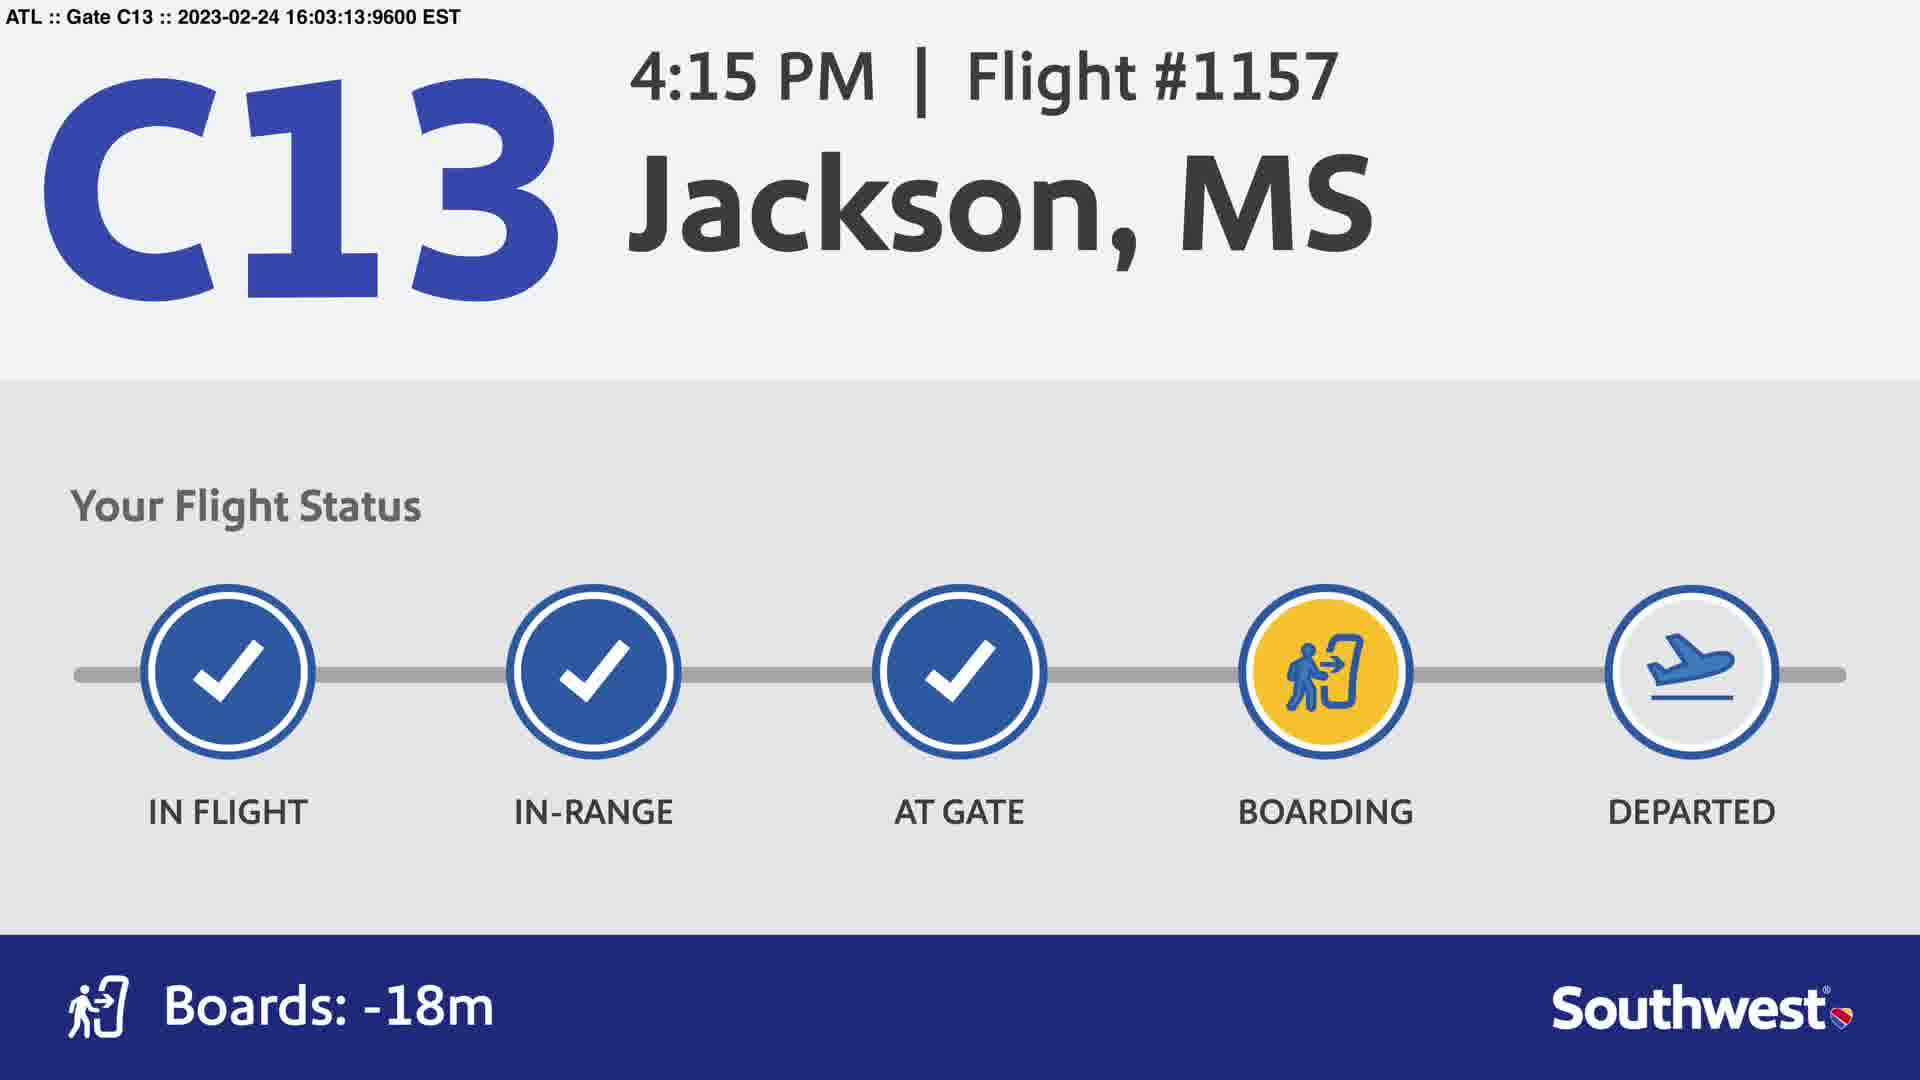 ATL :: Gate C13 :: 2023-02-24 16:03:13:9600 EST
C13
4:15 PM | Flight #1157
Jackson, MS
Your Flight Status
IN FLIGHT
IN-RANGE
AT GATE
BOARDING
DEPARTED
Boards: -18m
Southwest®